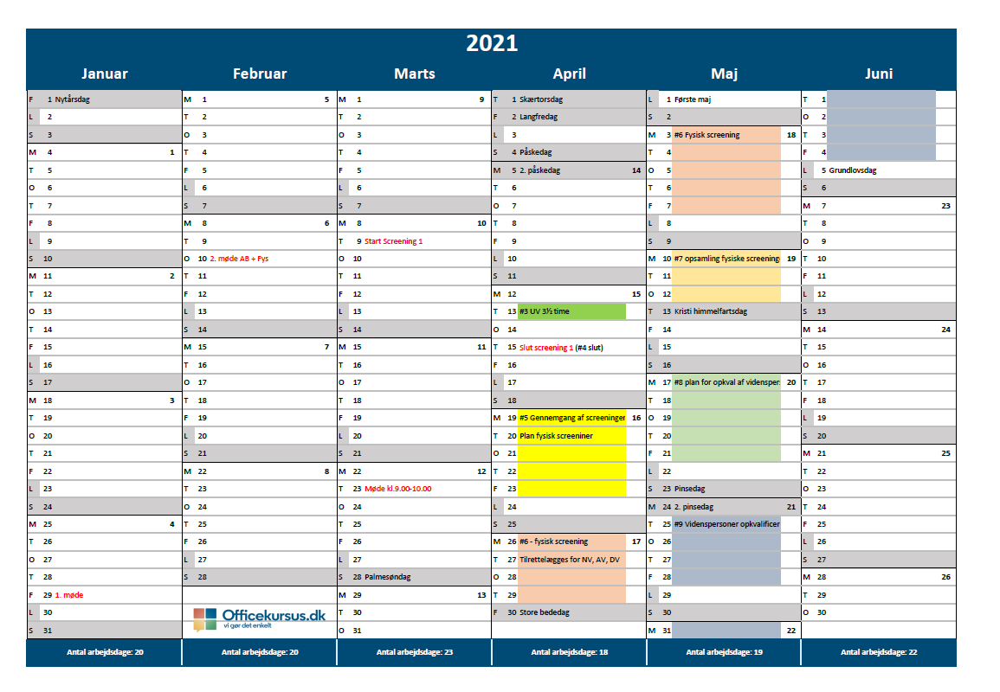 2021
Januar Februar Marts April Maj Juni
F 1 Nytårsdag M 1 5 M 1 9 T 1 Skærtorsdag L 1 Første maj T 1
L 2 T 2 T 2 F 2 Langfredag S 2 O 2
S 3 O 3 O 3 L 3 M 3 #6 Fysisk screening 18 T 3
M 4 1 T 4 T 4 S 4 Påskedag T 4 F 4
T 5 F 5 F 5 M 5 2. påskedag 14 O 5 L 5 Grundlovsdag
O 6 L 6 L 6 T 6 T 6 S 6
T 7 S 7 S 7 O 7 F 7 M 7 23
F 8 M 8 6 M 8 10 T 8 L 8 T 8
L 9 T 9 T 9 Start Screening 1 F 9 S 9 O 9
S 10 O 10 2. møde AB + Fys O 10 L 10 M 10 #7 opsamling fysiske screening 19 T 10
M 11 2 T 11 T 11 S 11 T 11 F 11
T 12 F 12 F 12 M 12 15 O 12 L 12
O 13 L 13 L 13 T 13 #3 UV 3½ time T 13 Kristi himmelfartsdag S 13
T 14 S 14 S 14 O 14 F 14 M 14 24
F 15 M 15 7 M 15 11 T 15 Slut screening 1 (#4 slut) L 15 T 15
L 16 T 16 T 16 F 16 S 16 O 16
S 17 O 17 O 17 L 17 M 17 #8 plan for opkval af vidensper 20 T 17
M 18 3 T 18 T 18 S 18 T 18 F 18
T 19 F 19 F 19 M 19 #5 Gennemgang af screeninger 16 O 19 L 19
O 20 L 20 L 20 T 20 Plan fysisk screeniner T 20 S 20
T 21 S 21 S 21 O 21 F 21 M 21 25
F 22 M 22 8 M 22 12 T 22 L 22 T 22
L 23 T 23 T 23 Møde kl.9.00-10.00 F 23 S 23 Pinsedag O 23
S 24 O 24 O 24 L 24 M 24 2. pinsedag 21 T 24
M 25 4 T 25 T 25 S 25 T 25 #9 Videnspersoner opkvalificer F 25
T 26 F 26 F 26 M 26 #6 - fysisk screening 17 O 26 L 26
O 27 L 27 L 27 T 27 Tilrettelægges for NV, AV, DV T 27 S 27
T 28 S 28 S 28 Palmesøndag O 28 F 28 M 28 26
F 29 1. møde M 29 13 T 29 L 29 T 29
L 30 T 30 F 30 Store bededag S 30 O 30
S 31 O 31 M 31 22
Officekursus.dk
vi gør det enkelt
Antal arbejdsdage: 20 Antal arbejdsdage: 20 Antal arbejdsdage: 23 Antal arbejdsdage: 18 Antal arbejdsdage: 19 Antal arbejdsdage: 22